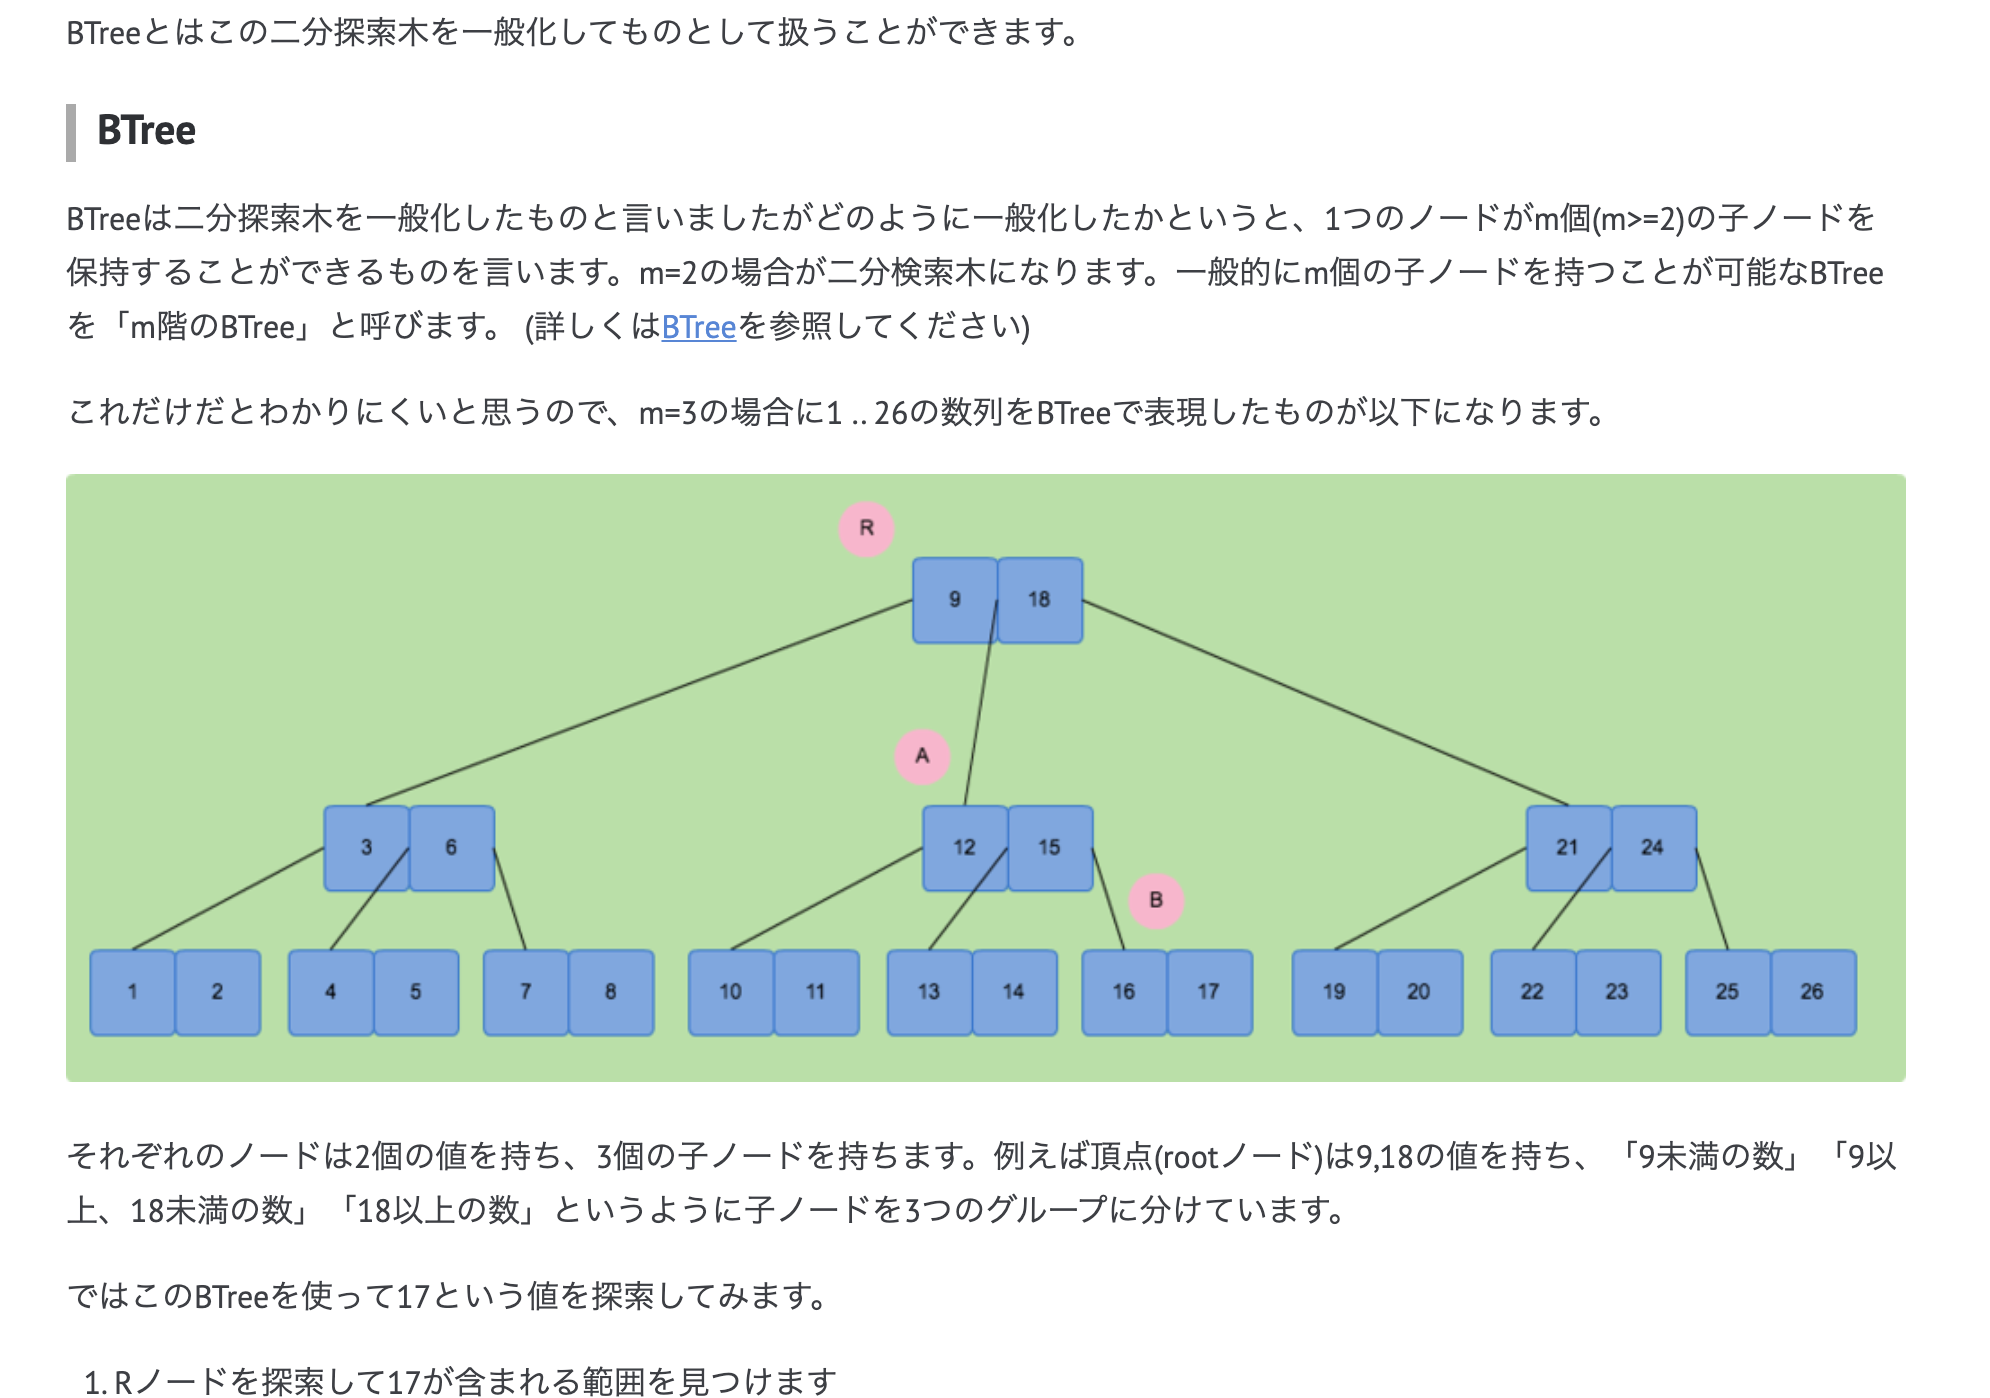 BTreeとはこの二分探索木を一般化してものとして扱うことができます。
BTree
BTreeは二分探索木を一般化したものと言いましたがどのように一般化したかというと、1つのノードがm個(m>=2)の子ノードを
保持することができるものを言います。m=2の場合が二分検索木になります。一般的にm個の子ノードを持つことが可能なBTree
を「m階のBTree」と呼びます。 (詳しくはBTreeを参照してください)
これだけだとわかりにくいと思うので、m=3の場合に1 .. 26の数列をBTreeで表現したものが以下になります。
R
9 18
A
3 6 12 15 21 24
B
1 2 4 5 7 8 10 11 13 14 16 17 19 20 22 23 25 26
それぞれのノードは2個の値を持ち、3個の子ノードを持ちます。例えば頂点(rootノード)は9,18の値を持ち、「9未満の数」「9以
上、18未満の数」「18以上の数」というように子ノードを3つのグループに分けています。
ではこのBTreeを使って17という値を探索してみます。
1. Rノードを探索して17が含まれる範囲を見つけます